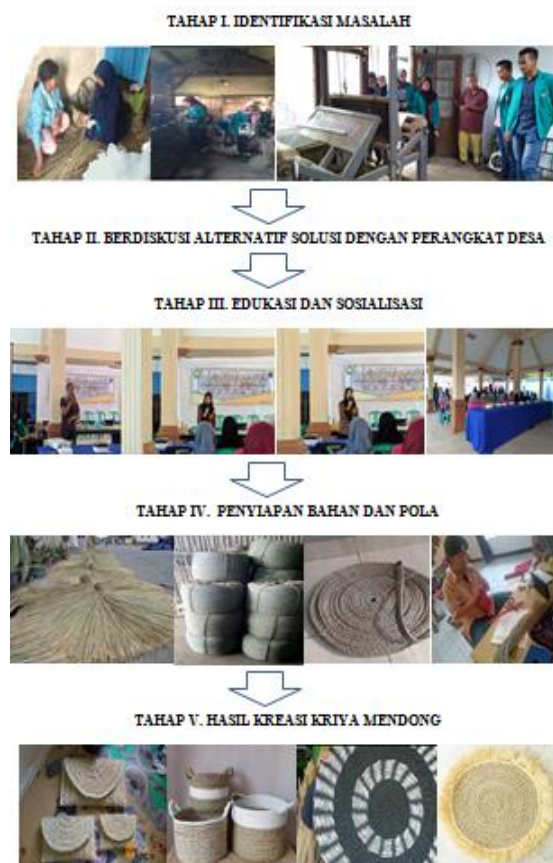 TAHAP I. IDENTIFIKASI MASALAH
TAHAP II. BERDISKUSI ALTERNATIF SOLUSI DENGAN PERANGKAT DESA
TAHAP III. EDUKASI DAN SOSIALISASI
TAHAP IV. PENYIAPAN BAHAN DAN POLA
TAHAP V. HASIL KREASI KRIYA MENDONG